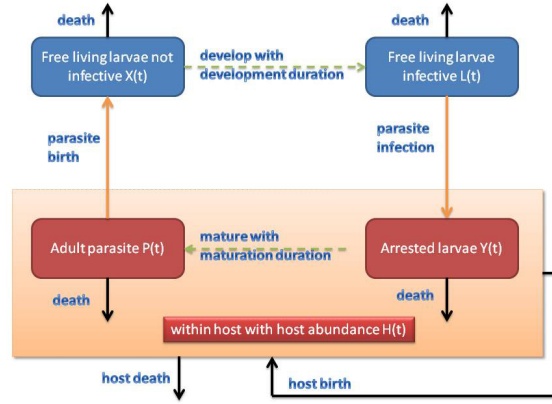 death
death
Free living larvae not
infective X(t)
develop with
development duration
Free living larvae
infective L(t)
parasite
birth
parasite
infection
Adult parasite P(t)
mature with
maturation duration
Arrested larvae Y(t)
death
death
within host with host abundance H(t)
host death
host birth